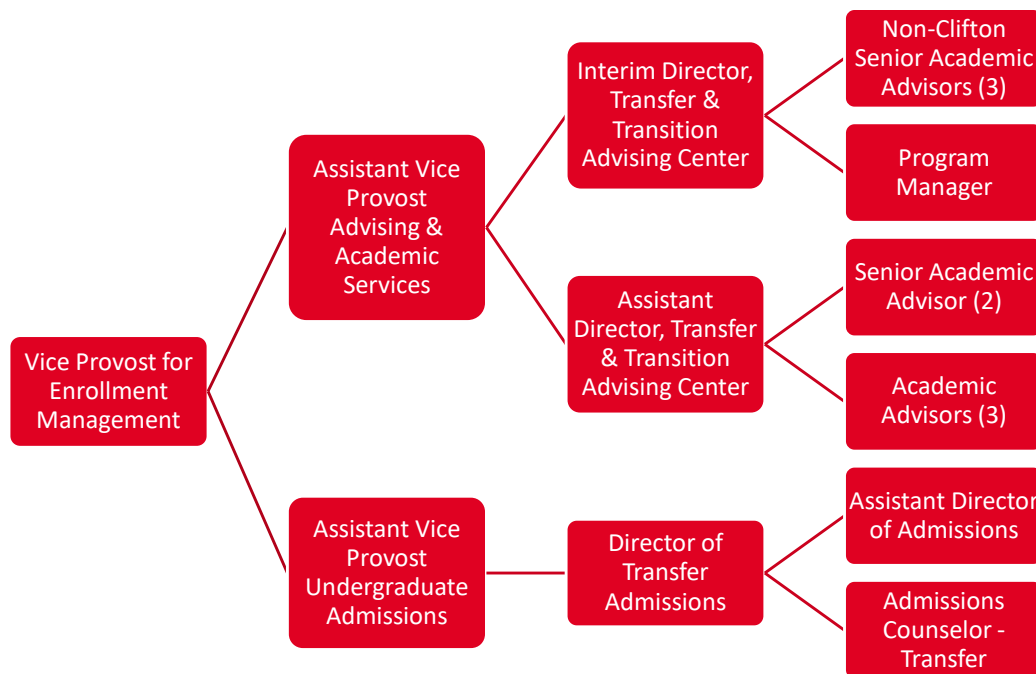 Vice Provost for
Enrollment
Management
Assistant Vice
Provost
Advising &
Academic
Services
Interim Director,
Transfer &
Transition
Advising Center
Non-Clifton
Senior Academic
Advisors (3)
Program
Manager
Assistant
Director, Transfer
& Transition
Advising Center
Senior Academic
Advisor (2)
Academic
Advisors (3)
Assistant Vice
Provost
Undergraduate
Admissions
Director of
Transfer
Admissions
Assistant Director
of Admissions
Admissions
Counselor -
Transfer